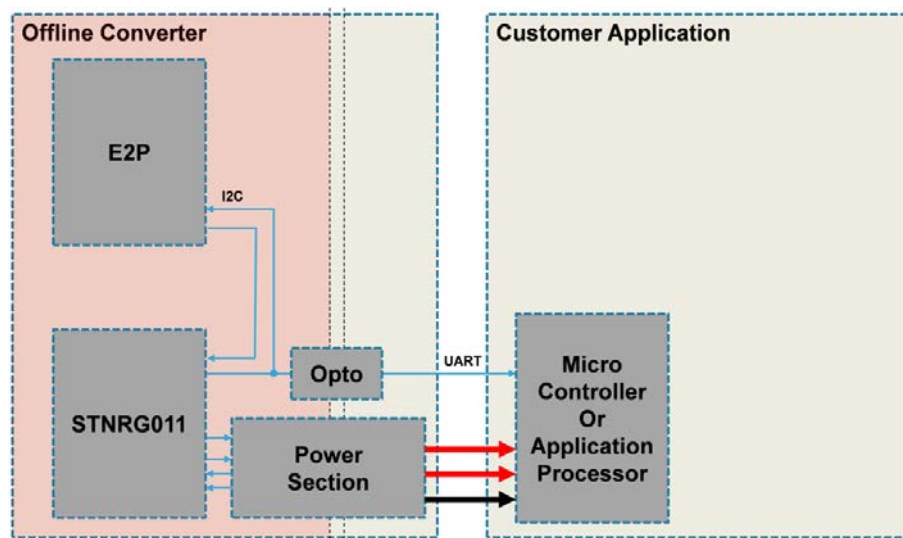 Offline Converter
Customer Application
E2P
I2C
STNRG011
Opto
UART
Power
Section
Micro
Controller
Or
Application
Processor